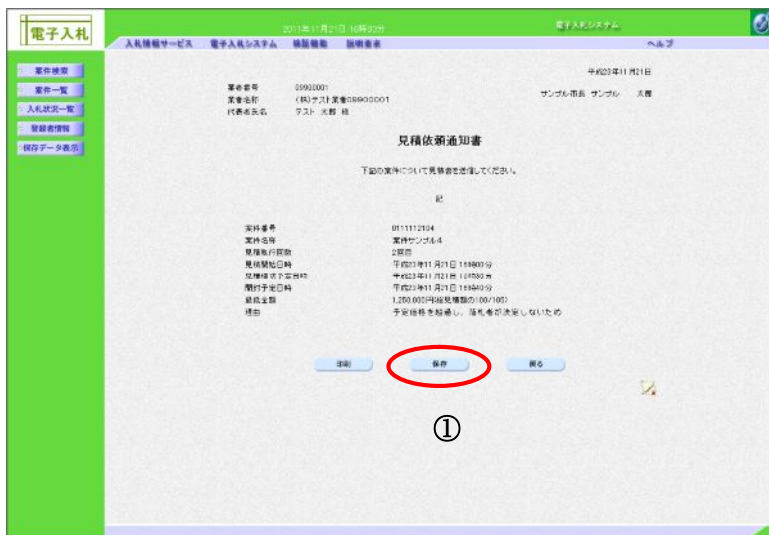 電子入札
2011年11月21日 16時03分
電子入札システム
入札情報サービス 電子入札システム 検証機能 説明要求 ヘルプ
案件検索
案件一覧
入札状況一覧
登録者情報
保存データ表示
平成23年11月21日
業者番号 09900001
業者名称 (株)テスト業者09900001
代表者氏名 テスト 太郎 様
サンプル市長 サンプル 太郎
見積依頼通知書
下記の案件について見積書を送信してください。
記
案件番号 0111112104
案件名称 案件サンプル4
見積執行回数 2回目
見積開始日時 平成23年11月21日 16時00分
見積締切予定日時 平成23年11月21日 16時30分
開封予定日時 平成23年11月21日 16時40分
最低金額 1,250,000円(総見積額の100/105)
理由 予定価格を超過し、落札者が決定しないため
印刷 保存 戻る
①